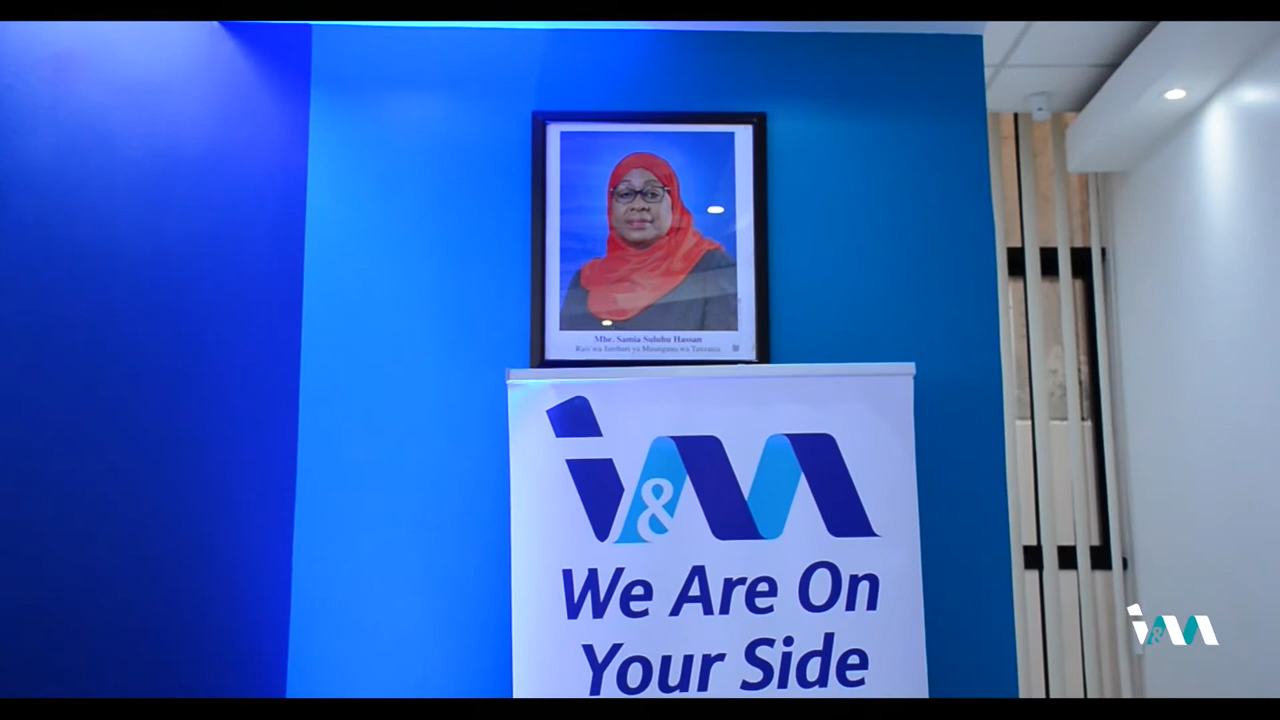 Mhe. Samia Suluhu Hassan
Rais wa Jamhuri ya Muungano wa Tanzania
I&M
We Are On
Your Side
I&M